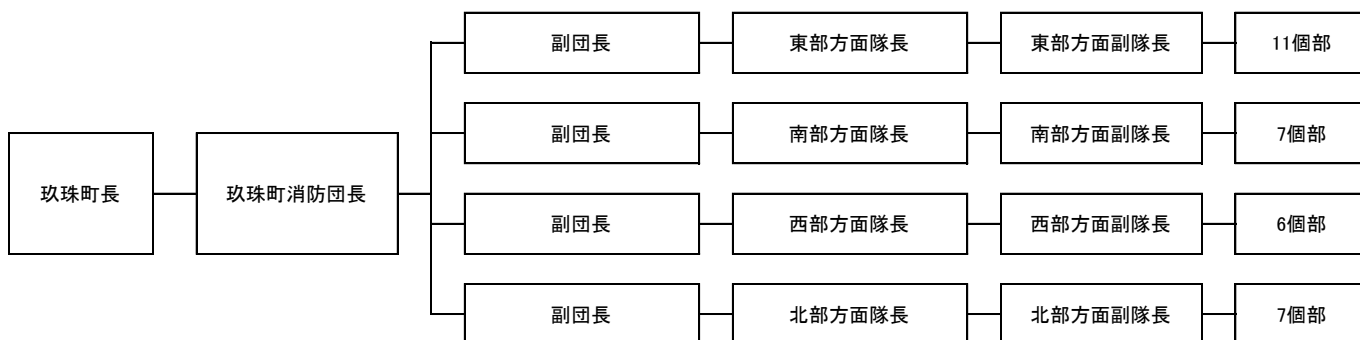 副団長
東部方面隊長
東部方面副隊長
11個部
副団長
南部方面隊長
南部方面副隊長
7個部
玖珠町長
玖珠町消防団長
副団長
西部方面隊長
西部方面副隊長
6個部
副団長
北部方面隊長
北部方面副隊長
7個部